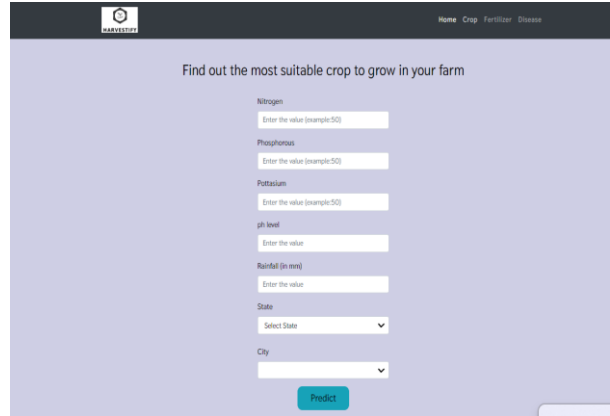 HARVESTIFY
Home Crop Fertilizer Disease
Find out the most suitable crop to grow in your farm
Nitrogen
Enter the value (example:50)
Phosphorous
Enter the value (example:50)
Pottasium
Enter the value (example:50)
ph level
Enter the value
Rainfall (in mm)
Enter the value
State
Select State
City
Predict